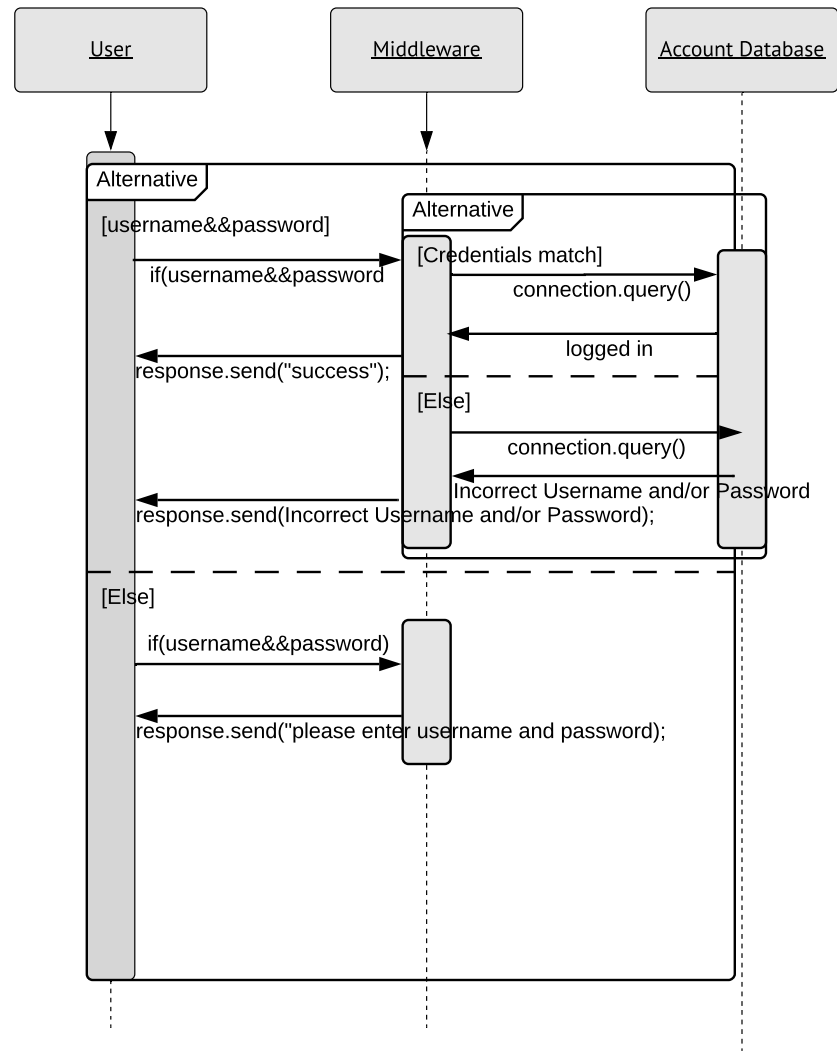 User
Middleware
Account Database
Alternative
Alternative
[username&&password]
[Credentials match]
if(username&&password
connection.query()
logged in
response.send("success");
[Else]
connection.query()
Incorrect Username and/or Password
response.send(Incorrect Username and/or Password);
[Else]
if(username&&password)
response.send("please enter username and password);